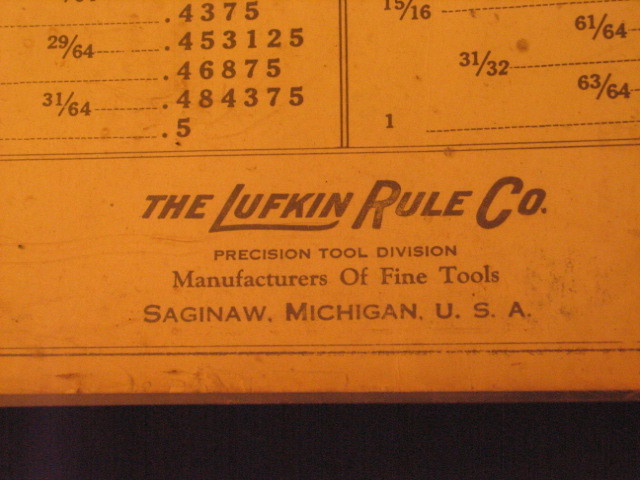 .4375
29/64 .453125
.46875
31/64 .484375
.5
15/16
61/64
31/32
63/64
1
THE LUFKIN RULE CO.
PRECISION TOOL DIVISION
Manufacturers Of Fine Tools
SAGINAW, MICHIGAN, U. S. A.